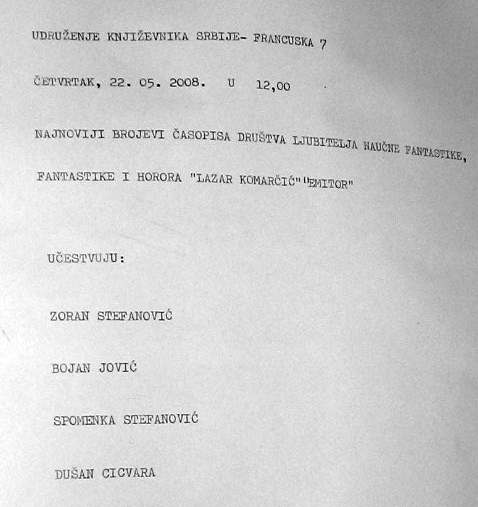 UDRUŽENJE KNJIŽEVNIKA SRBIJE- FRANCUSKA 7
ČETVRTAK, 22. 05. 2008. U 12,00
NAJNOVIJI BROJEVI ČASOPISA DRUŠTVA LJUBITELJA NAUČNE FANTASTIKE,
FANTASTIKE I HORORA "LAZAR KOMARČIĆ" "EMITOR"
UČESTVUJU:
ZORAN STEFANOVIĆ
BOJAN JOVIĆ
SPOMENKA STEFANOVIĆ
DUŠAN CICVARA